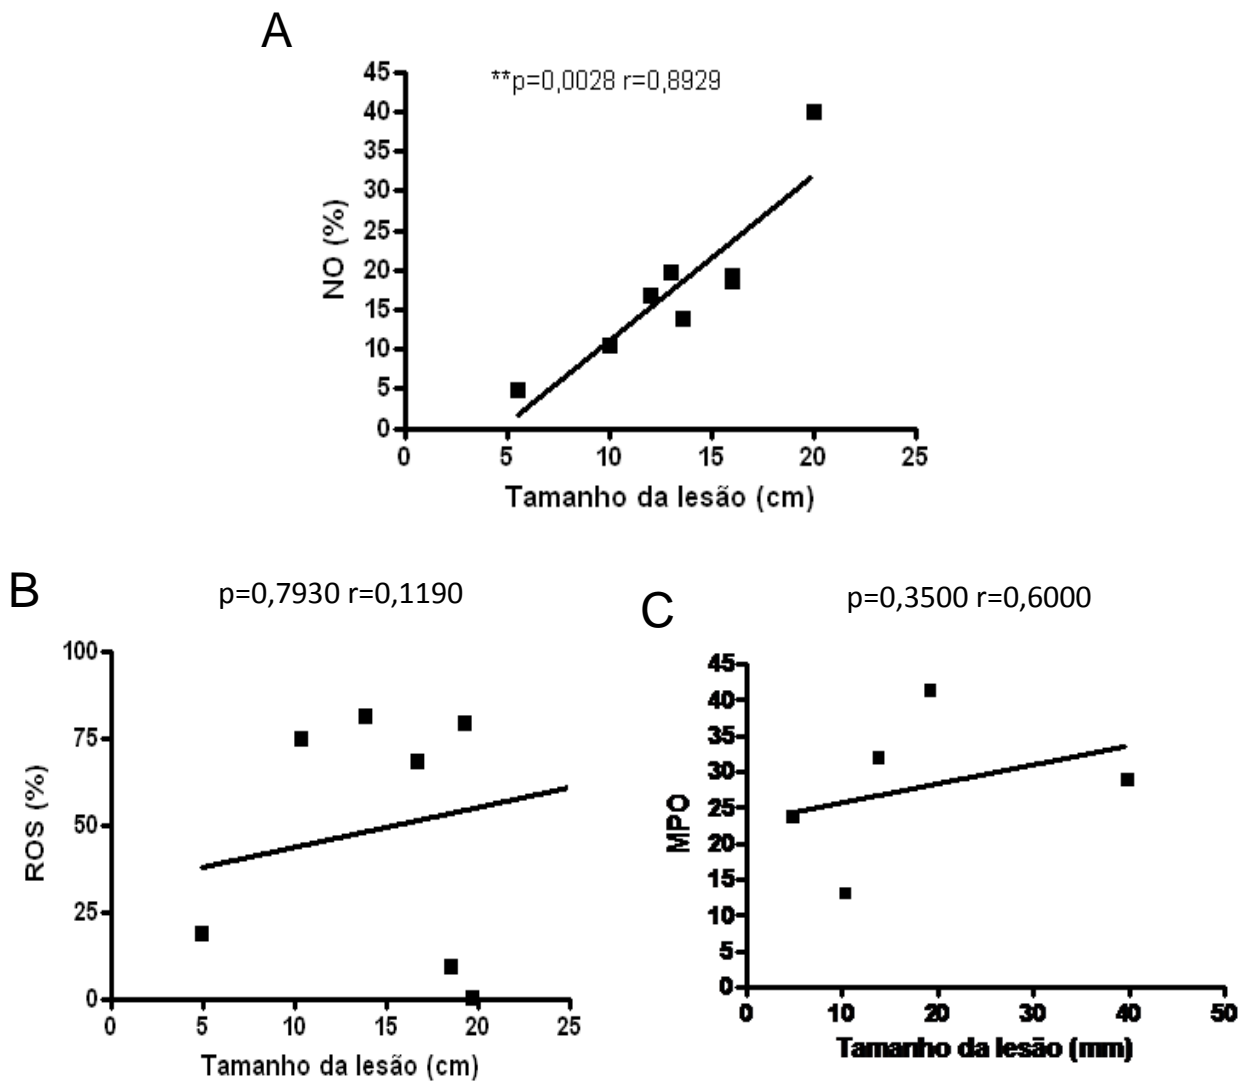 A
**p=0,0028 r=0,8929
45
40
35
30
25
20
15
10
5
0
NO (%)
0 5 10 15 20 25
Tamanho da lesão (cm)
B
p=0,7930 r=0,1190
100
75
50
25
0
ROS (%)
0 5 10 15 20 25
Tamanho da lesão (cm)
C
p=0,3500 r=0,6000
45
40
35
30
25
20
15
10
5
0
MPO
0 10 20 30 40 50
Tamanho da lesão (mm)